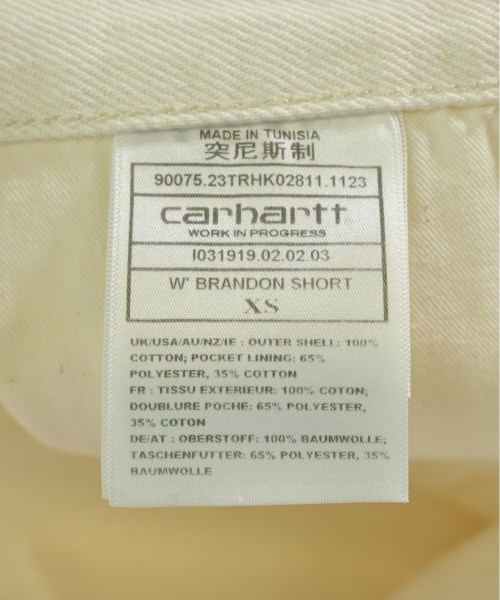 MADE IN TUNISIA
突尼斯制
90075.23TRHK02811.1123
carhartt
WORK IN PROGRESS
I031919.02.02.03
W' BRANDON SHORT
XS
UK/USA/AU/NZ/IE : OUTER SHELL: 100%
COTTON; POCKET LINING: 65%
POLYESTER, 35% COTTON
FR : TISSU EXTERIEUR: 100% COTON;
DOUBLURE POCHE: 65% POLYESTER,
35% COTON
DE/AT : OBERSTOFF: 100% BAUMWOLLE;
TASCHENFUTTER: 65% POLYESTER, 35%
BAUMWOLLE